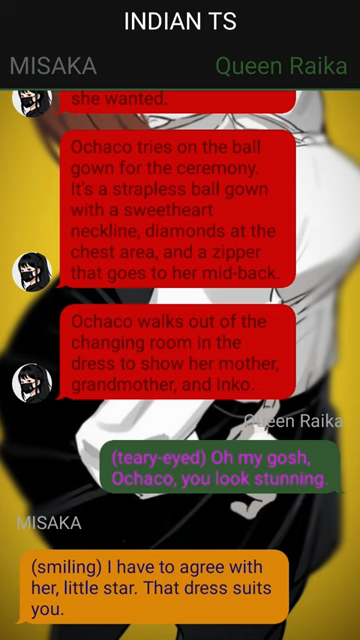 INDIAN TS
MISAKA Queen Raika
she wanted.
Ochaco tries on the ball
gown for the ceremony.
It's a strapless ball gown
with a sweetheart
neckline, diamonds at the
chest area, and a zipper
that goes to her mid-back.
Ochaco walks out of the
changing room in the
dress to show her mother,
grandmother, and Inko.
Queen Raika
(teary-eyed) Oh my gosh,
Ochaco, you look stunning.
MISAKA
(smiling) I have to agree with
her, little star. That dress suits
you.